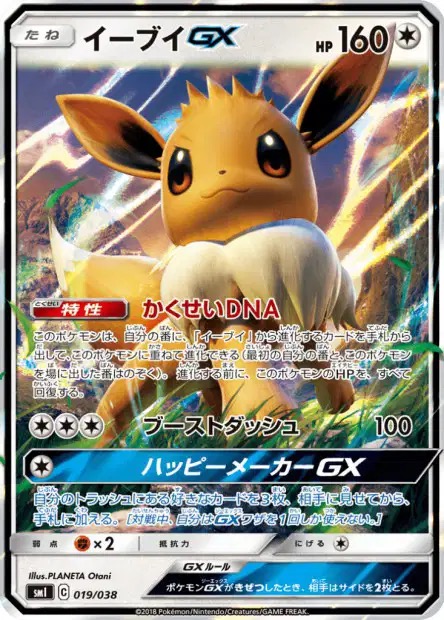 たね イーブイGX HP 160
とくせい
特性 かくせいDNA
このポケモンは、自分の番に、「イーブイ」から進化するカードを手札から
出して、このポケモンに重ねて進化できる(最初の自分の番と、このポケモン
を場に出した番はのぞく)。進化する前に、このポケモンのHPを、すべて
回復する。
ブーストダッシュ 100
ハッピーメーカーGX
自分のトラッシュにある好きなカードを3枚、相手に見せてから、
手札に加える。[対戦中、自分はGXワザを1回しか使えない。]
弱点 ×2 抵抗力 にげる
Illus.PLANETA Otani
GXルール
ポケモンGXがきぜつしたとき、相手はサイドを2枚とる。
SMI C 019/038
©2018 Pokémon/Nintendo/Creatures/GAME FREAK.